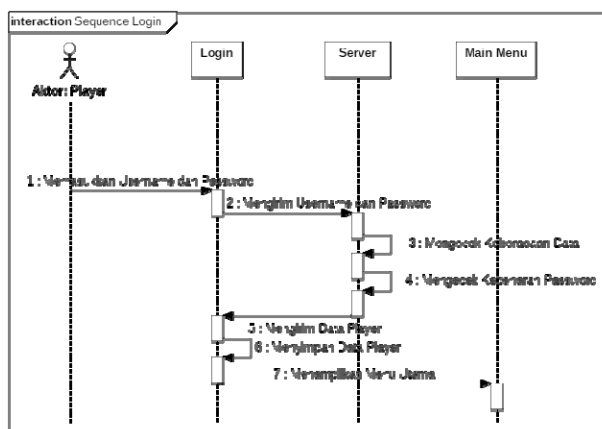 interaction Sequence Login
Login
Server
Main Menu
Aktor: Player
1 : Memasukkan Username dan Password
2 : Mengirim Username dan Password
3 : Mengecek Keberadaan Data
4 : Mengecek Kebenaran Password
5 : Mengirim Data Player
6 : Menyimpan Data Player
7 : Menampilkan Menu Utama